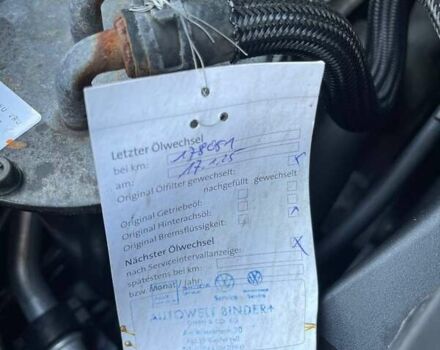 Letzter Ölwechsel
bei km:
am: 17.1.25
Original Ölfilter gewechselt:
nachgefüllt gewechselt
Original Getriebeöl:
Original Hinterachsöl:
Original Bremsflüssigkeit:
Nächster Ölwechsel
nach Serviceintervallanzeige:
spätestens bei km:
bzw. Monat / Jahr:
Service Service
AUTOWELT BINDER+